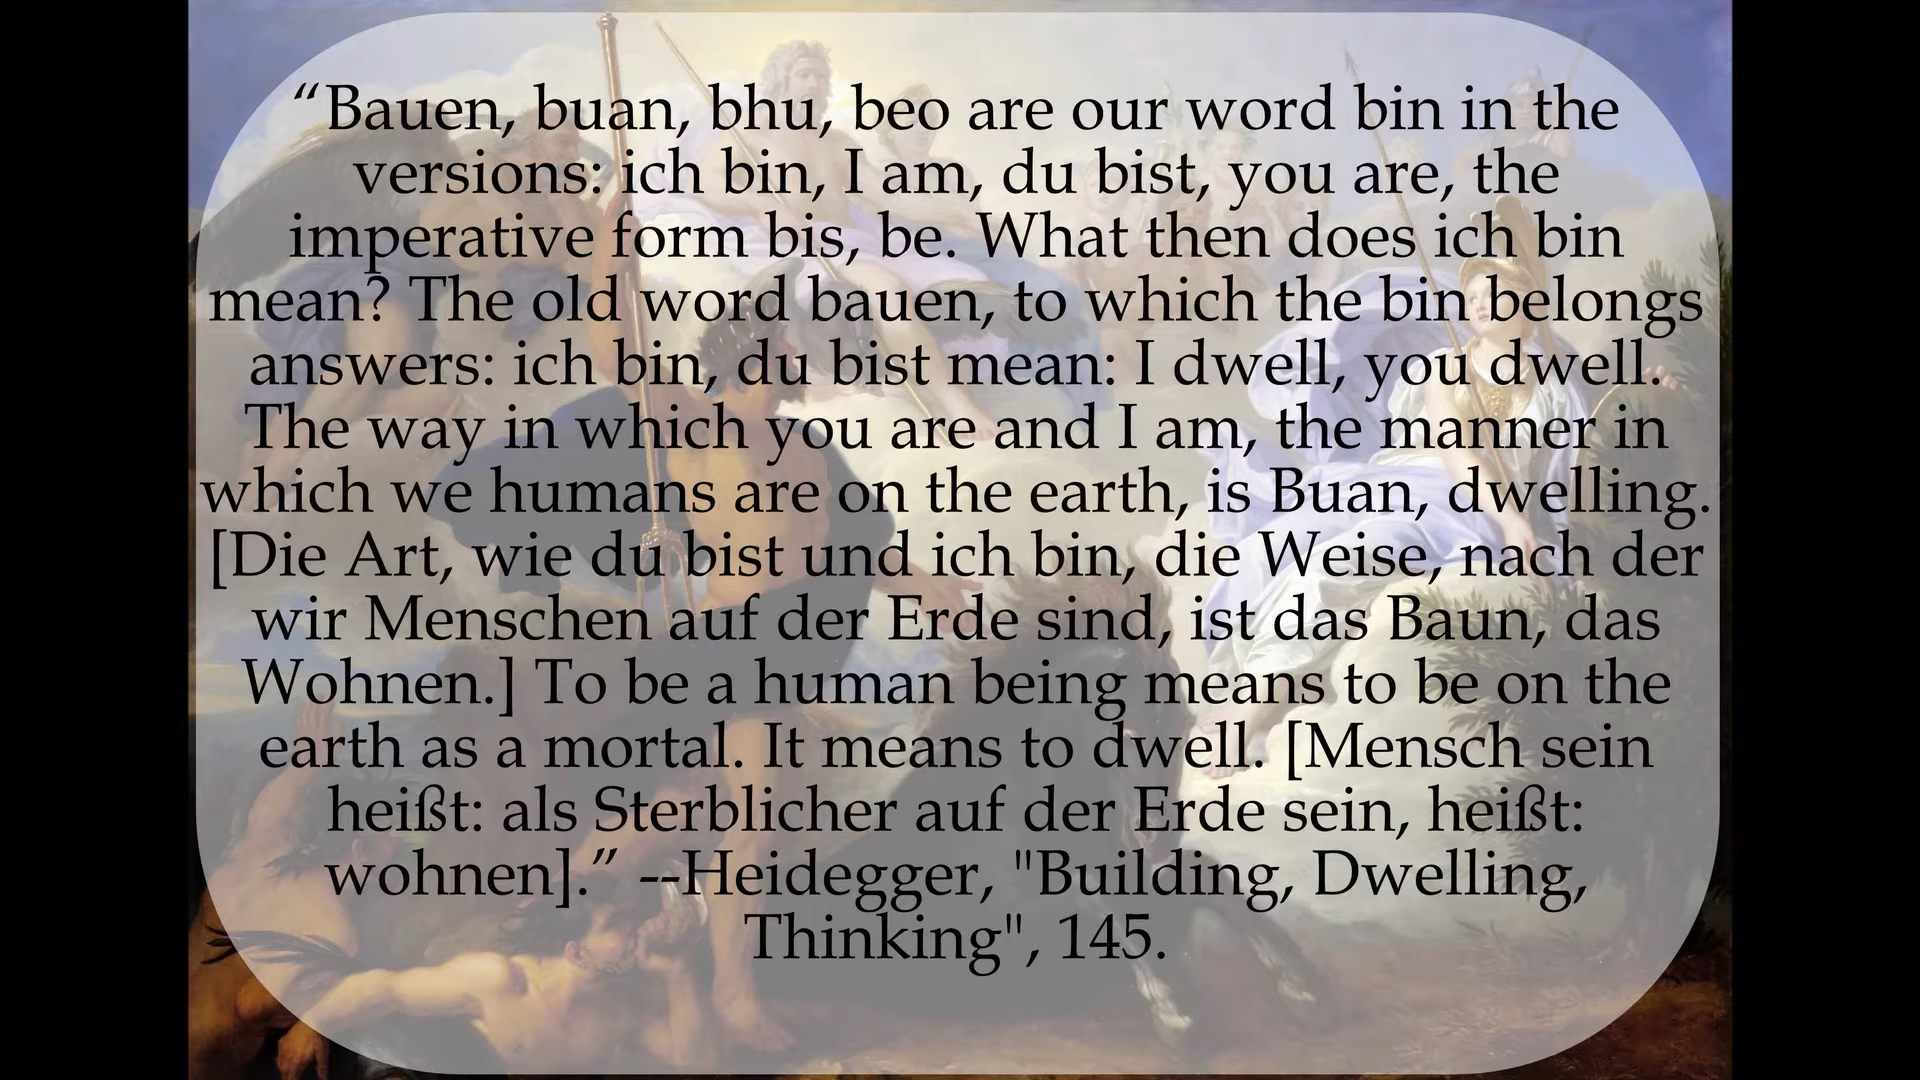 “Bauen, buan, bhu, beo are our word bin in the
versions: ich bin, I am, du bist, you are, the
imperative form bis, be. What then does ich bin
mean? The old word bauen, to which the bin belongs
answers: ich bin, du bist mean: I dwell, you dwell.
The way in which you are and I am, the manner in
which we humans are on the earth, is Buan, dwelling.
[Die Art, wie du bist und ich bin, die Weise, nach der
wir Menschen auf der Erde sind, ist das Baun, das
Wohnen.] To be a human being means to be on the
earth as a mortal. It means to dwell. [Mensch sein
heißt: als Sterblicher auf der Erde sein, heißt:
wohnen].” --Heidegger, "Building, Dwelling,
Thinking", 145.